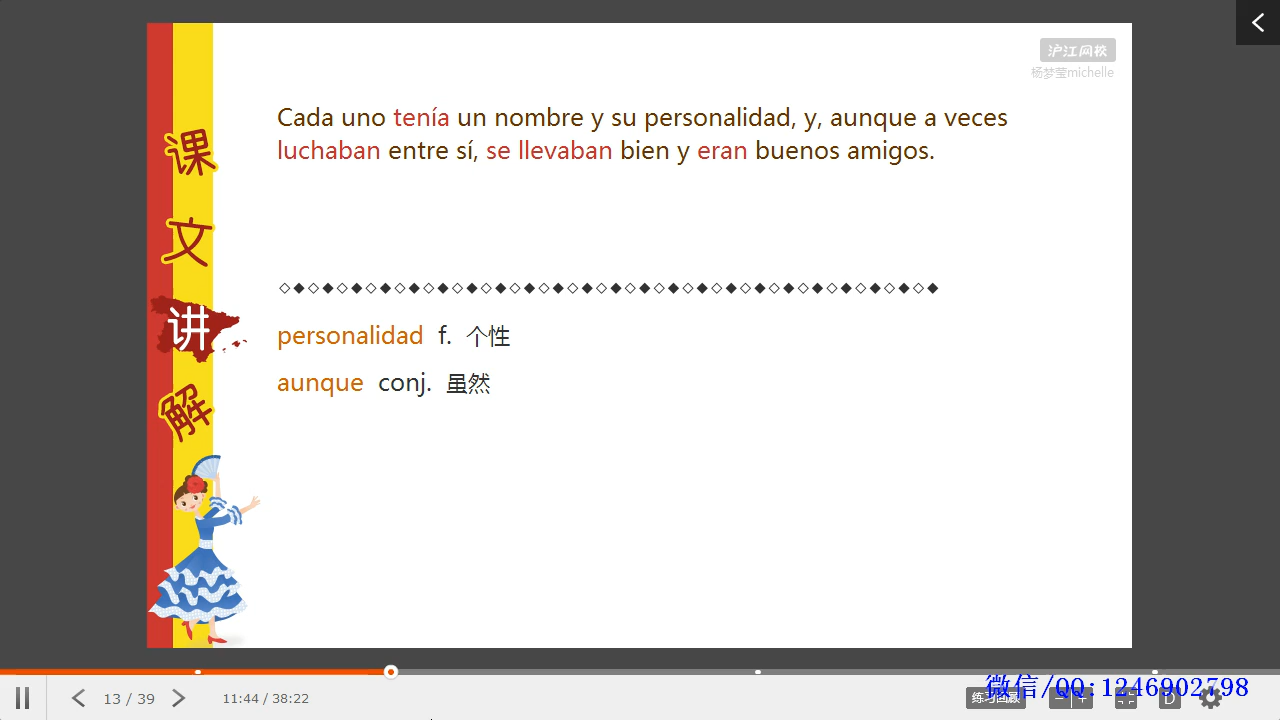 沪江网校
杨梦莹michelle
Cada uno tenía un nombre y su personalidad, y, aunque a veces
luchaban entre sí, se llevaban bien y eran buenos amigos.
课
文
讲
解
◇◆◇◆◇◆◇◆◇◆◇◆◇◆◇◆◇◆◇◆◇◆◇◆◇◆◇◆◇◆◇◆◇◆◇◆◇◆◇◆◇◆◇◆◇◆
personalidad f. 个性
aunque conj. 虽然
13 / 39
11:44 / 38:22
练习回顾
D
微信/QQ:1246902798